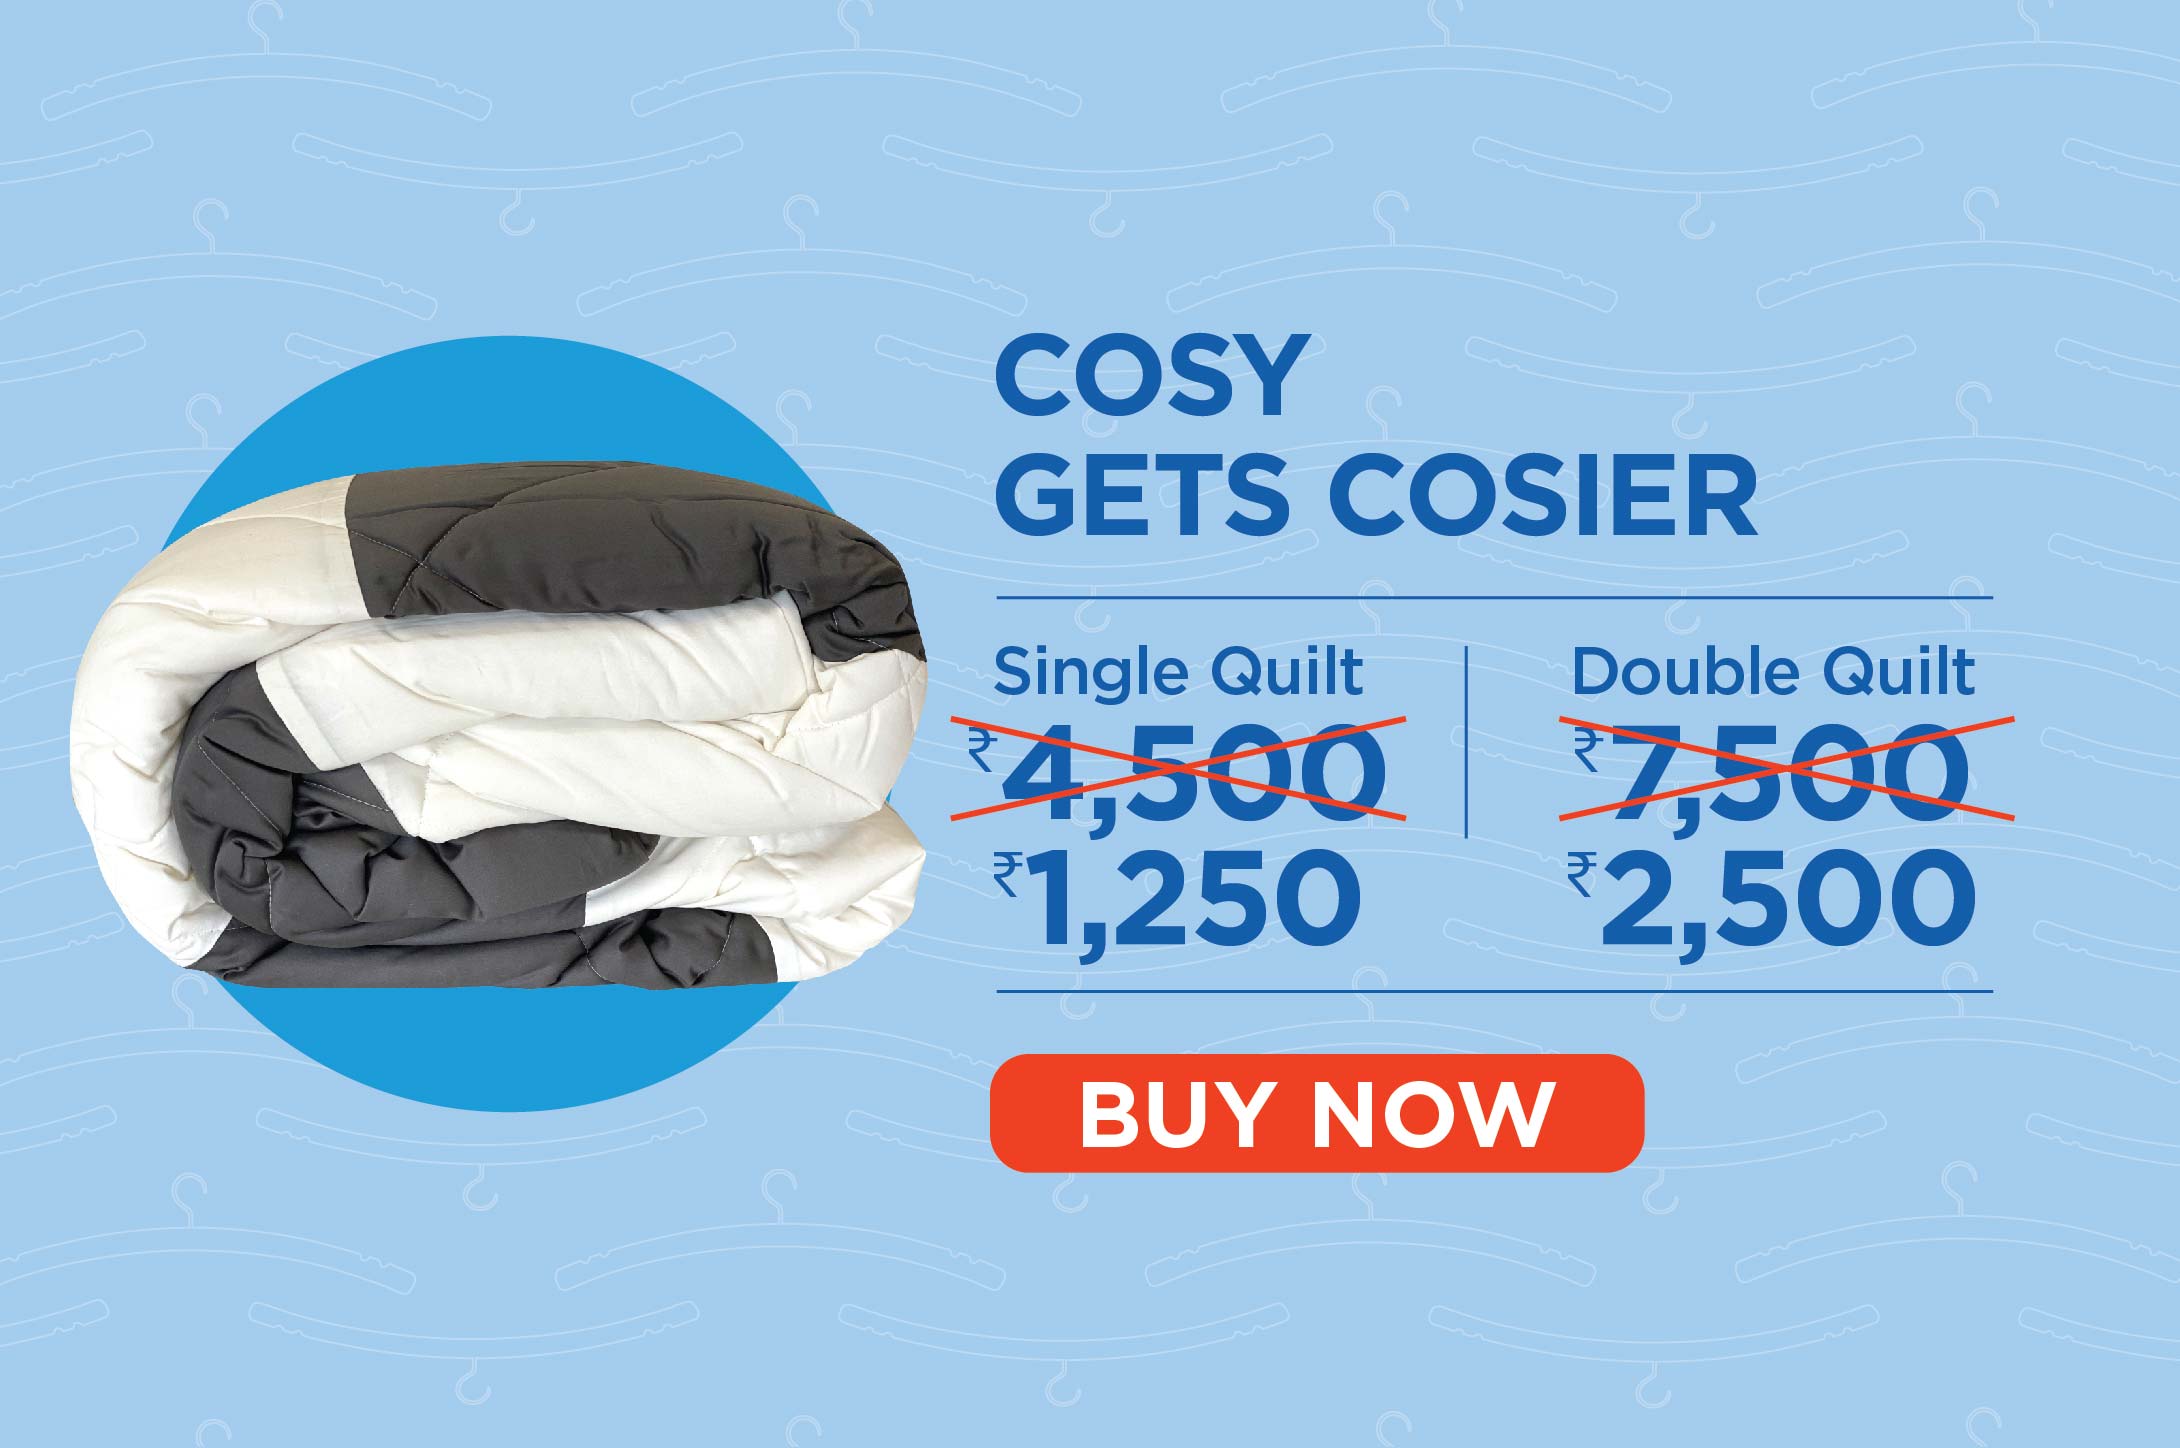 COSY
GETS COSIER
Single Quilt
₹4,500
₹1,250
Double Quilt
₹7,500
₹2,500
BUY NOW